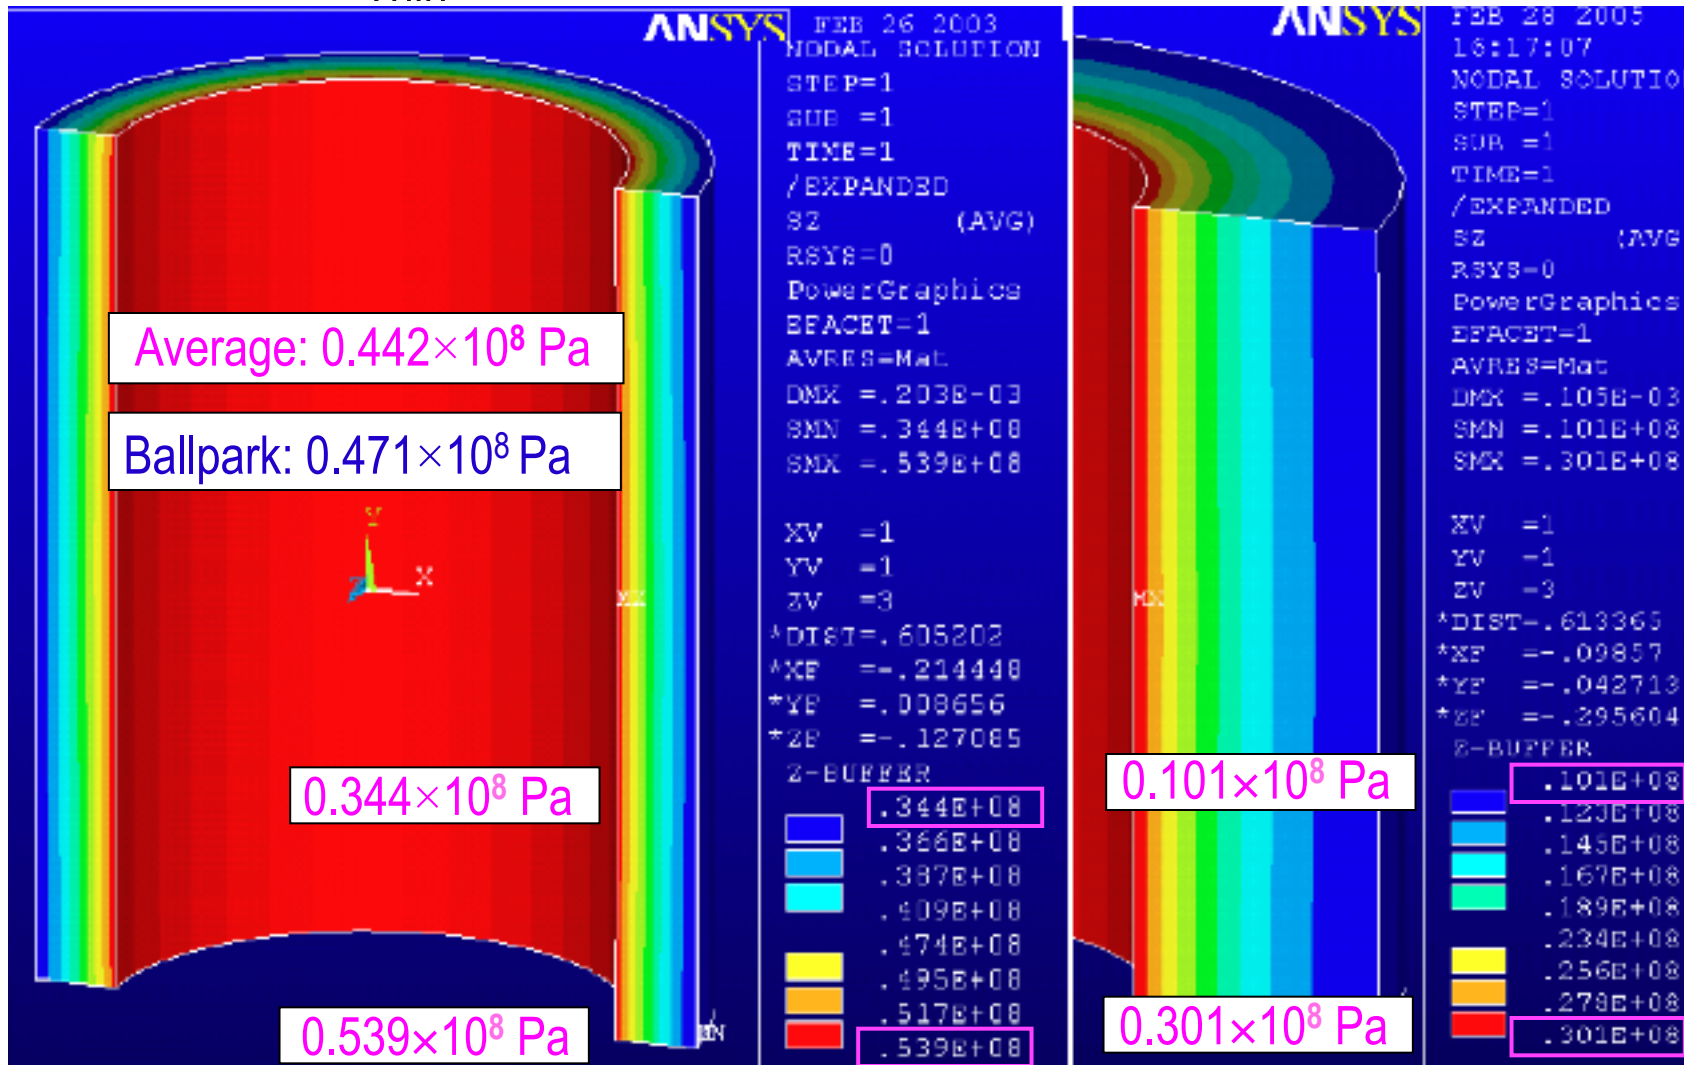 ANSYS
FEB 26 2003
NODAL SOLUTION
STEP=1
SUB =1
TIME=1
/EXPANDED
SZ (AVG)
RSYS=0
PowerGraphics
EFACET=1
AVRES=Mat
DMX =.203E-03
SMN =.344E+08
SMX =.539E+08
XV =1
YV =1
ZV =3
*DIST=.605202
*XF =-.214448
*YF =.008656
*ZF =-.127085
Z-BUFFER
.344E+08
.366E+08
.387E+08
.409E+08
.474E+08
.495E+08
.517E+08
.539E+08
Average: 0.442×10⁸ Pa
Ballpark: 0.471×10⁸ Pa
Y
X
Z
MX
0.344×10⁸ Pa
0.539×10⁸ Pa
ANSYS
FEB 28 2005
16:17:07
NODAL SOLUTIO
STEP=1
SUB =1
TIME=1
/EXPANDED
SZ (AVG
RSYS=0
PowerGraphics
EFACET=1
AVRES=Mat
DMX =.105E-03
SMN =.101E+08
SMX =.301E+08
XV =1
YV =1
ZV =3
*DIST=.613365
*XF =-.09857
*YF =-.042713
*ZF =-.295604
Z-BUFFER
.101E+08
.123E+08
.145E+08
.167E+08
.189E+08
.234E+08
.256E+08
.278E+08
.301E+08
MX
0.101×10⁸ Pa
0.301×10⁸ Pa